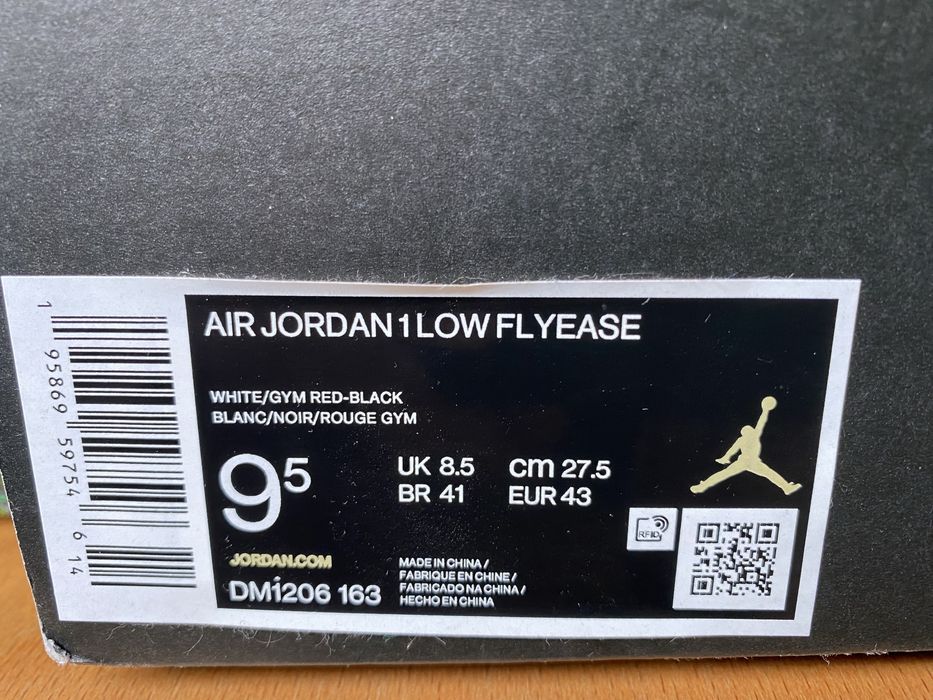 AIR JORDAN 1 LOW FLYEASE
WHITE/GYM RED-BLACK
BLANC/NOIR/ROUGE GYM
9⁵
UK 8.5
BR 41
cm 27.5
EUR 43
RFID
JORDAN.COM
DM1206 163
MADE IN CHINA /
FABRIQUE EN CHINE /
FABRICADO NA CHINA /
HECHO EN CHINA
1 95869 59754 6 14